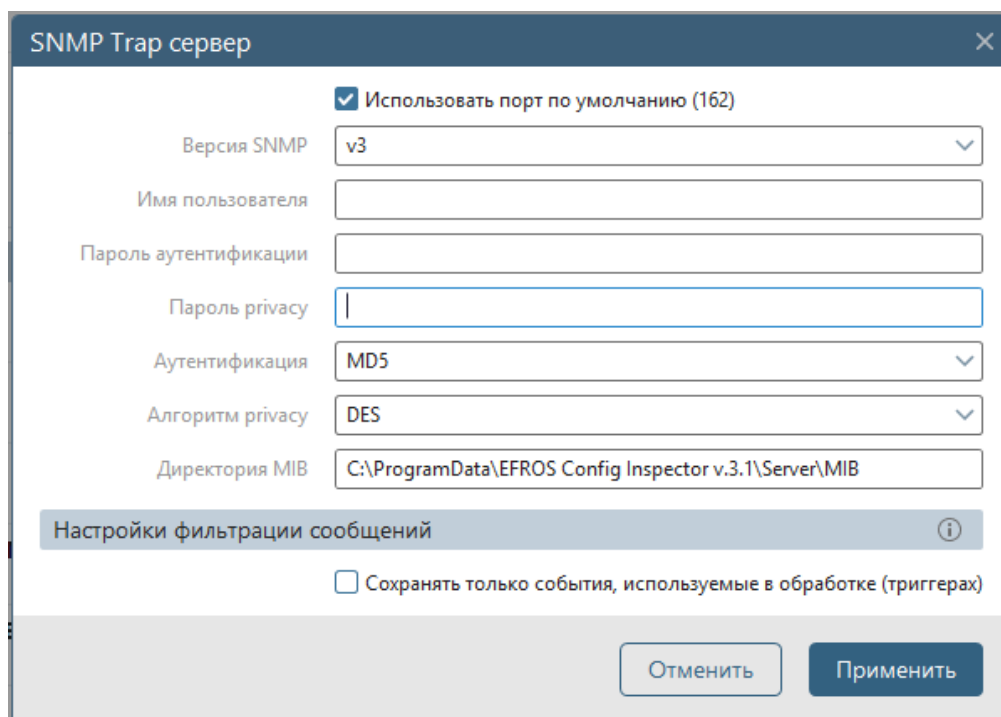 SNMP Trap сервер
Использовать порт по умолчанию (162)
Версия SNMP v3
Имя пользователя
Пароль аутентификации
Пароль privacy
Аутентификация MD5
Алгоритм privacy DES
Директория MIB C:\ProgramData\EFROS Config Inspector v.3.1\Server\MIB
Настройки фильтрации сообщений
Сохранять только события, используемые в обработке (триггерах)
Отменить Применить